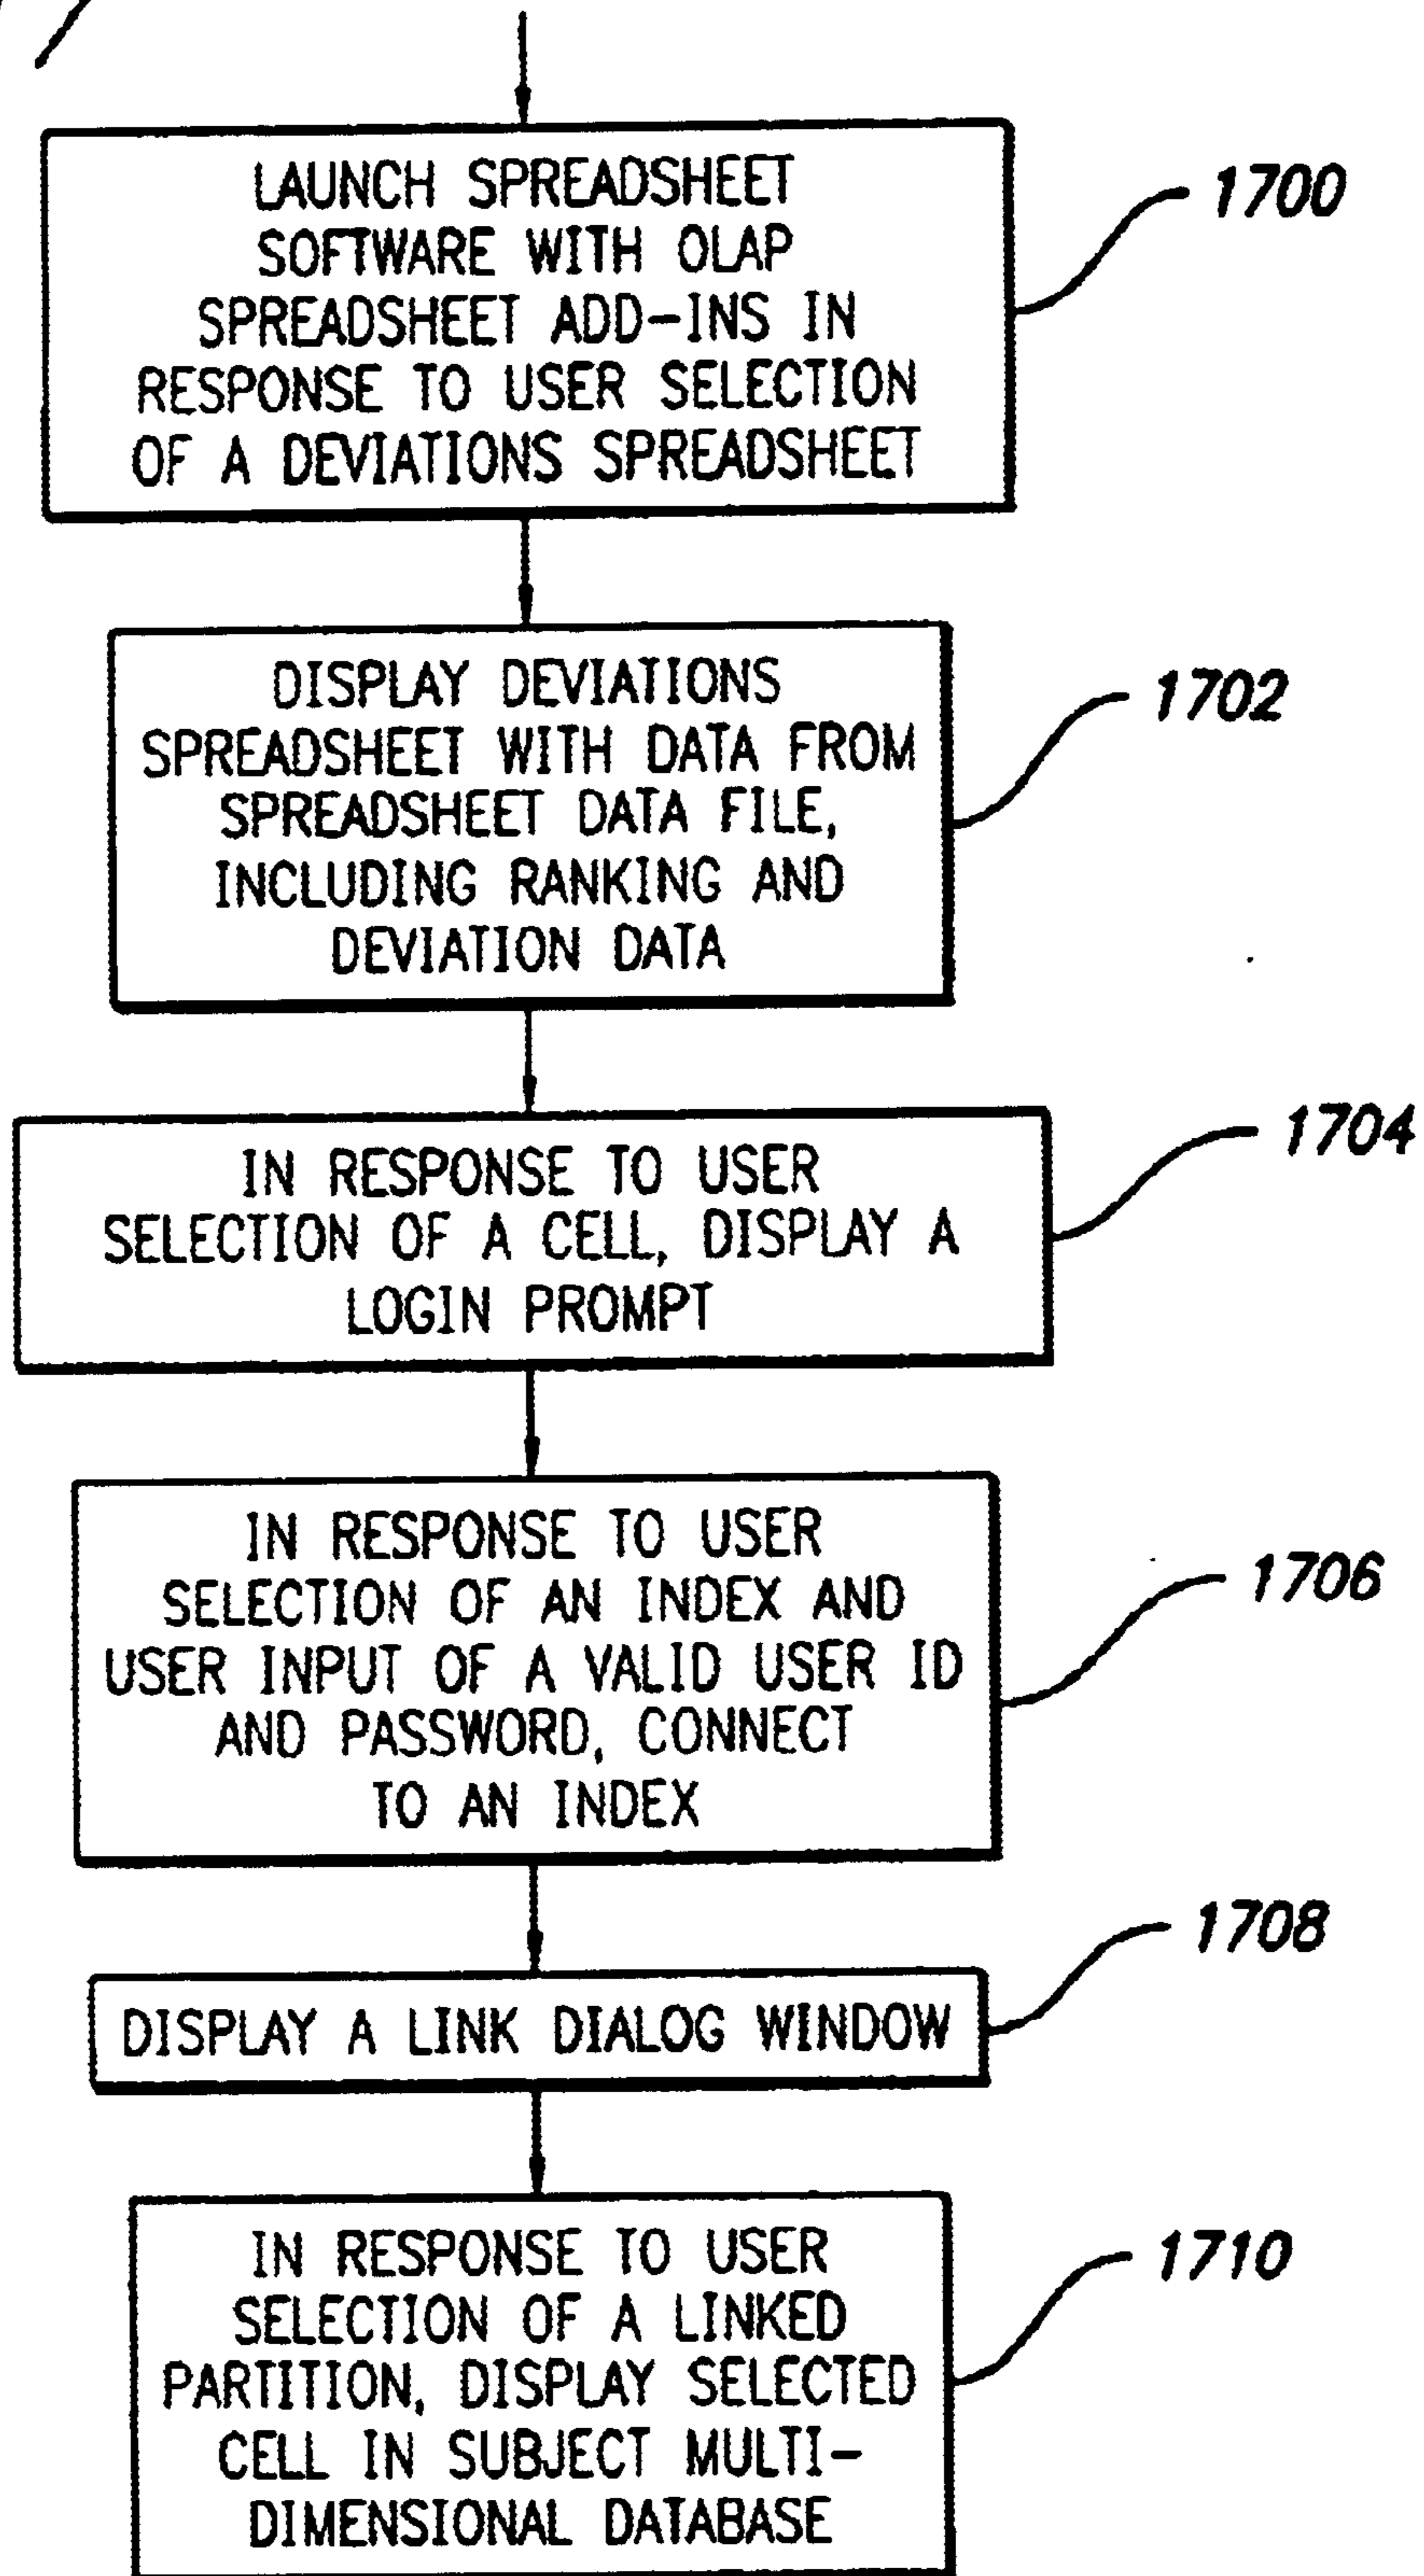 LAUNCH SPREADSHEET
SOFTWARE WITH OLAP
SPREADSHEET ADD-INS IN
RESPONSE TO USER SELECTION
OF A DEVIATIONS SPREADSHEET
1700
DISPLAY DEVIATIONS
SPREADSHEET WITH DATA FROM
SPREADSHEET DATA FILE,
INCLUDING RANKING AND
DEVIATION DATA
1702
IN RESPONSE TO USER
SELECTION OF A CELL, DISPLAY A
LOGIN PROMPT
1704
IN RESPONSE TO USER
SELECTION OF AN INDEX AND
USER INPUT OF A VALID USER ID
AND PASSWORD, CONNECT
TO AN INDEX
1706
DISPLAY A LINK DIALOG WINDOW
1708
IN RESPONSE TO USER
SELECTION OF A LINKED
PARTITION, DISPLAY SELECTED
CELL IN SUBJECT MULTI-
DIMENSIONAL DATABASE
1710